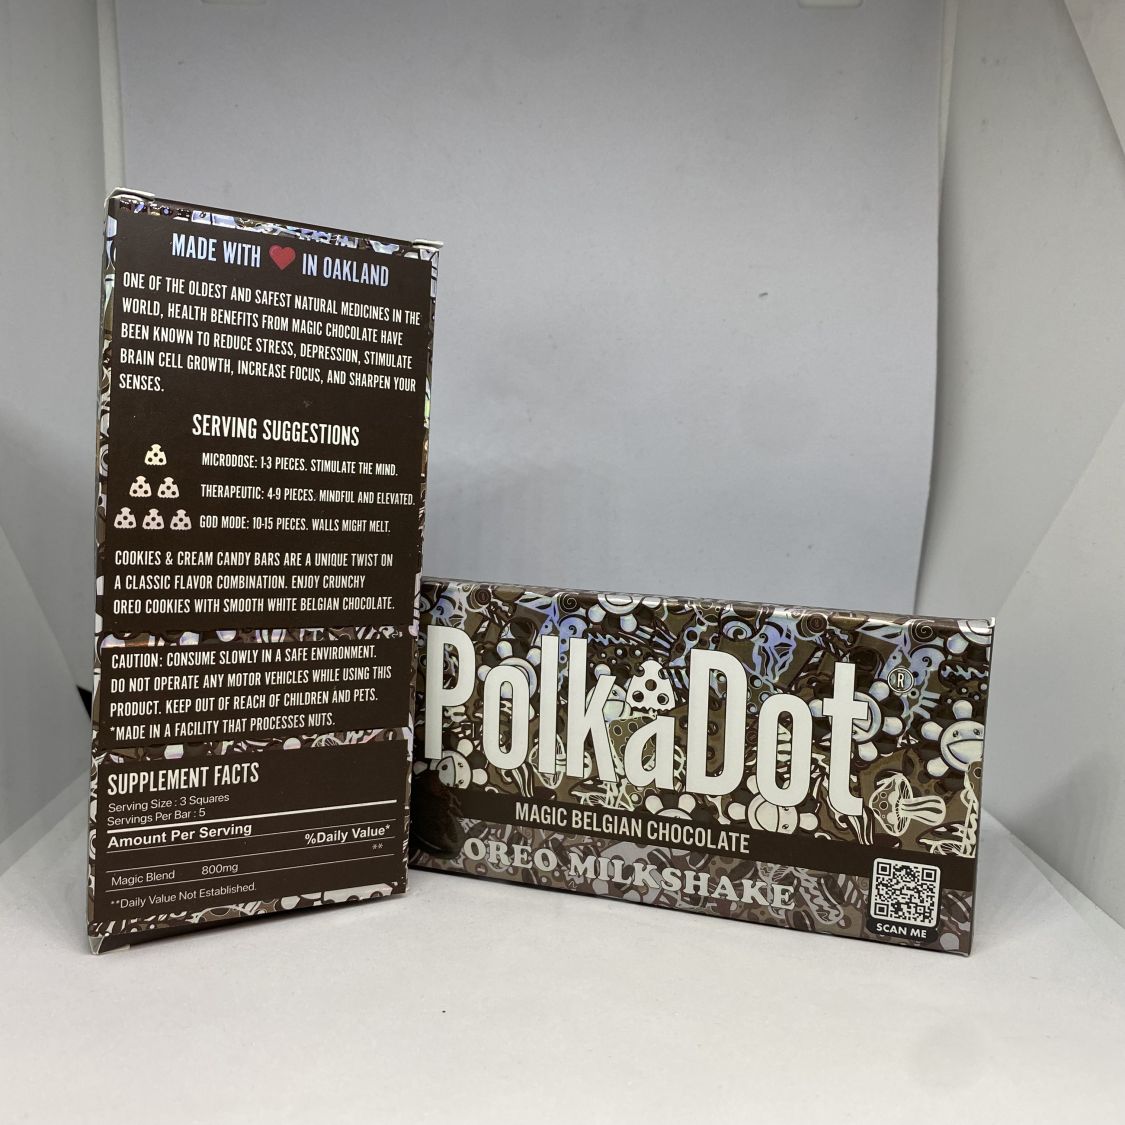 MADE WITH ❤ IN OAKLAND
ONE OF THE OLDEST AND SAFEST NATURAL MEDICINES IN THE
WORLD, HEALTH BENEFITS FROM MAGIC CHOCOLATE HAVE
BEEN KNOWN TO REDUCE STRESS, DEPRESSION, STIMULATE
BRAIN CELL GROWTH, INCREASE FOCUS, AND SHARPEN YOUR
SENSES.
SERVING SUGGESTIONS
MICRODOSE: 1-3 PIECES. STIMULATE THE MIND.
THERAPEUTIC: 4-9 PIECES. MINDFUL AND ELEVATED.
GOD MODE: 10-15 PIECES. WALLS MIGHT MELT.
COOKIES & CREAM CANDY BARS ARE A UNIQUE TWIST ON
A CLASSIC FLAVOR COMBINATION. ENJOY CRUNCHY
OREO COOKIES WITH SMOOTH WHITE BELGIAN CHOCOLATE.
CAUTION: CONSUME SLOWLY IN A SAFE ENVIRONMENT.
DO NOT OPERATE ANY MOTOR VEHICLES WHILE USING THIS
PRODUCT. KEEP OUT OF REACH OF CHILDREN AND PETS.
*MADE IN A FACILITY THAT PROCESSES NUTS.
SUPPLEMENT FACTS
Serving Size : 3 Squares
Servings Per Bar : 5
Amount Per Serving %Daily Value*
**
Magic Blend 800mg
**Daily Value Not Established.
PolkaDot ®
MAGIC BELGIAN CHOCOLATE
OREO MILKSHAKE
SCAN ME